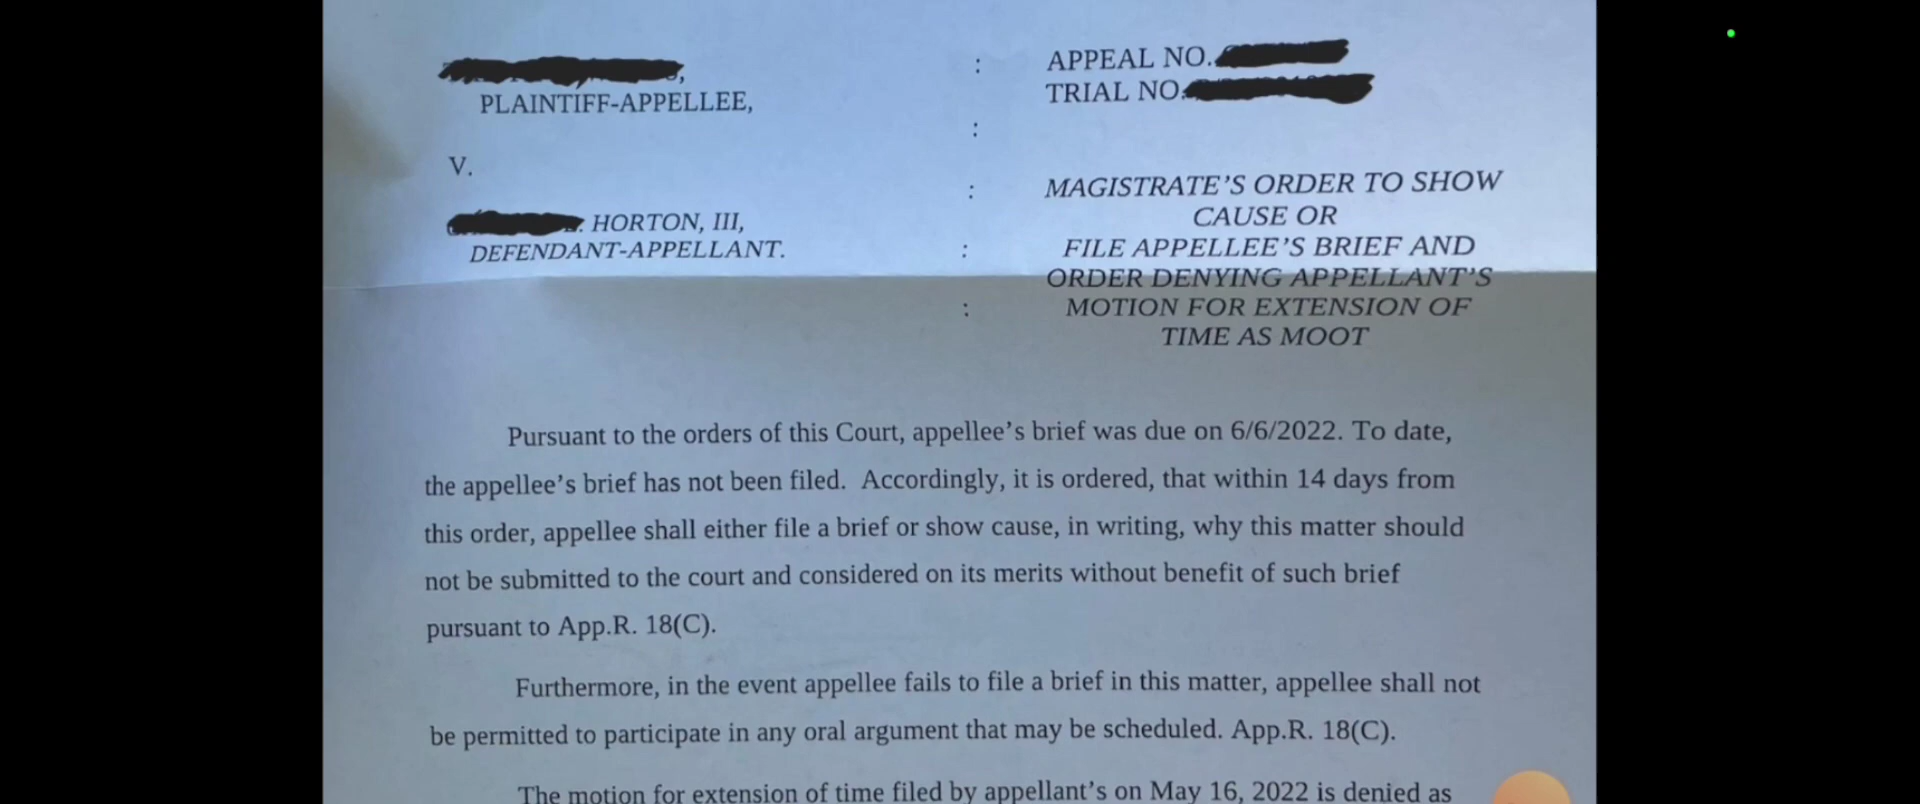 APPEAL NO.
TRIAL NO.
PLAINTIFF-APPELLEE,
V.
HORTON, III,
DEFENDANT-APPELLANT.
:
:
:
:
:
MAGISTRATE'S ORDER TO SHOW
CAUSE OR
FILE APPELLEE'S BRIEF AND
ORDER DENYING APPELLANT'S
MOTION FOR EXTENSION OF
TIME AS MOOT
Pursuant to the orders of this Court, appellee's brief was due on 6/6/2022. To date,
the appellee's brief has not been filed. Accordingly, it is ordered, that within 14 days from
this order, appellee shall either file a brief or show cause, in writing, why this matter should
not be submitted to the court and considered on its merits without benefit of such brief
pursuant to App.R. 18(C).
Furthermore, in the event appellee fails to file a brief in this matter, appellee shall not
be permitted to participate in any oral argument that may be scheduled. App.R. 18(C).
The motion for extension of time filed by appellant's on May 16, 2022 is denied as